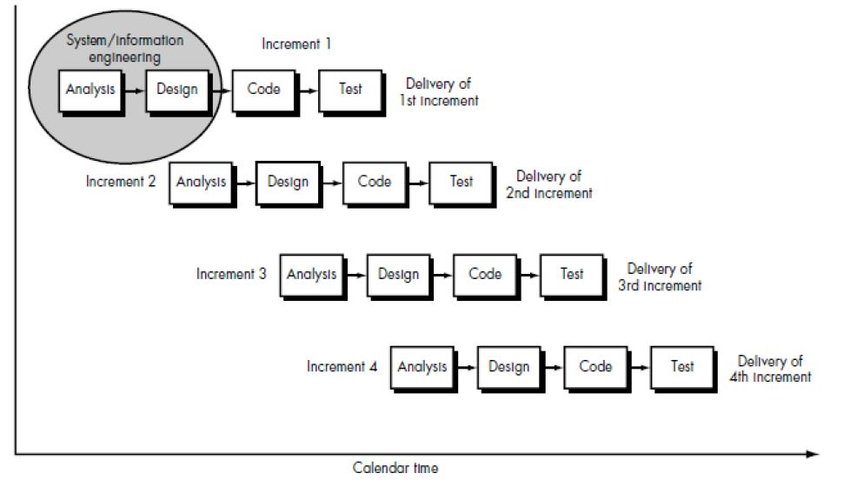 System/information
engineering
Increment 1
Analysis
Design
Code
Test
Delivery of
1st increment
Increment 2
Analysis
Design
Code
Test
Delivery of
2nd increment
Increment 3
Analysis
Design
Code
Test
Delivery of
3rd increment
Increment 4
Analysis
Design
Code
Test
Delivery of
4th increment
Calendar time